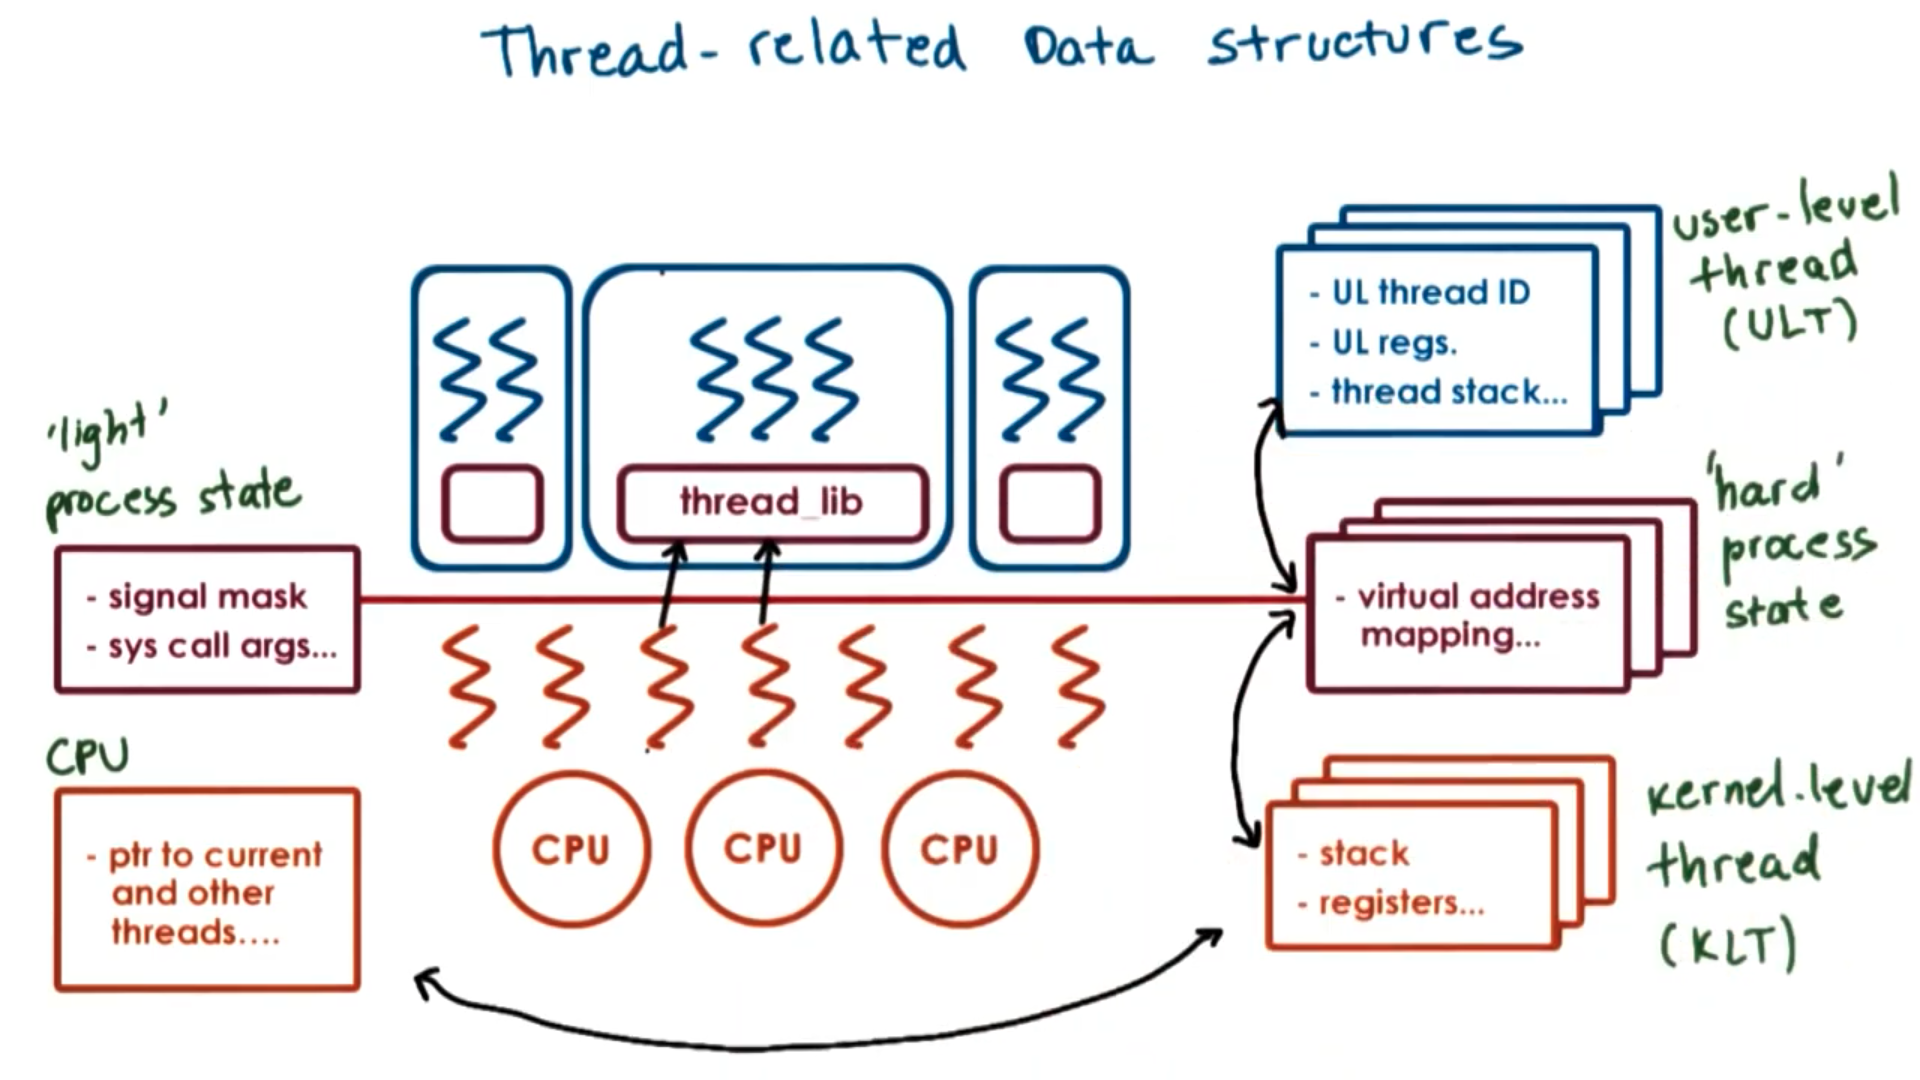 Thread-related Data structures
user-level
thread
(ULT)
- UL thread ID
- UL regs.
- thread stack...
'light'
process state
- signal mask
- sys call args...
thread_lib
'hard'
process
state
- virtual address
mapping...
CPU
- ptr to current
and other
threads....
CPU
CPU
CPU
kernel-level
thread
(KLT)
- stack
- registers...